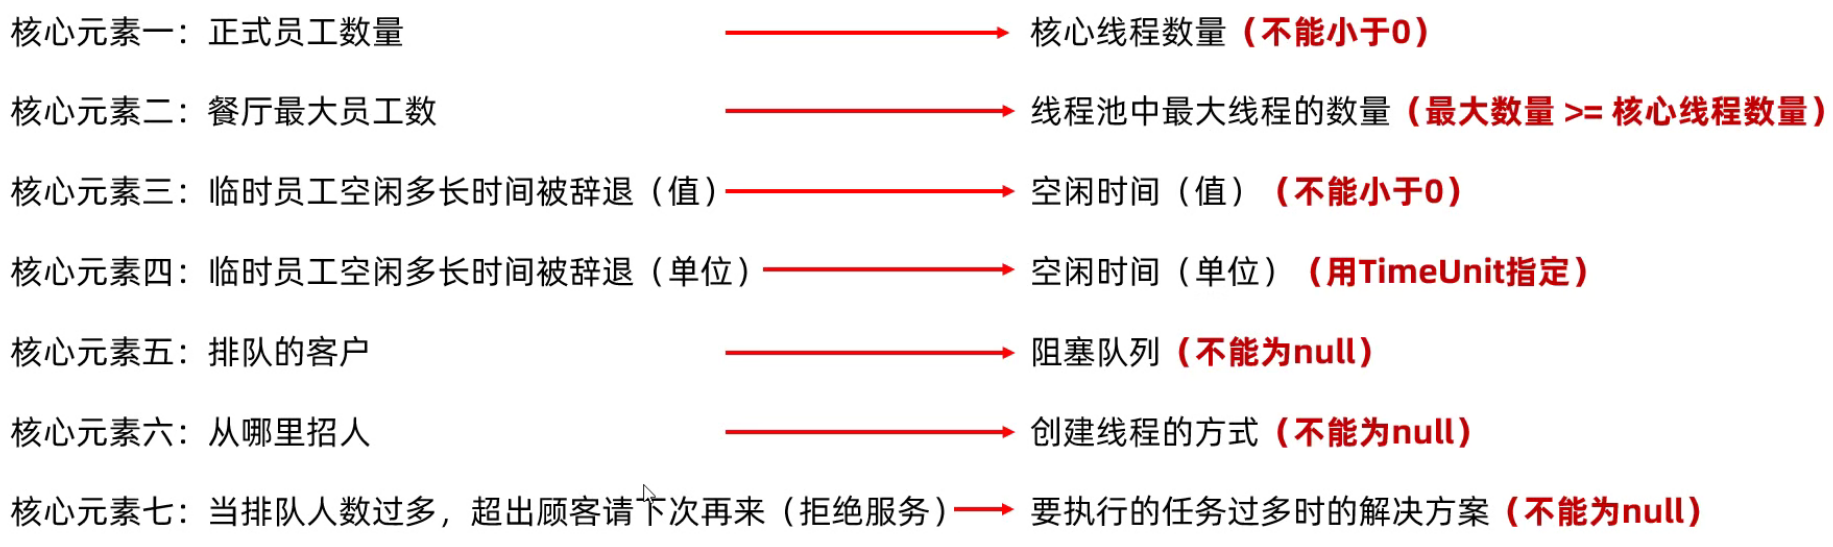 核心元素一：正式员工数量 核心线程数量（不能小于0）
核心元素二：餐厅最大员工数 线程池中最大线程的数量（最大数量 >= 核心线程数量）
核心元素三：临时员工空闲多长时间被辞退（值） 空闲时间（值）（不能小于0）
核心元素四：临时员工空闲多长时间被辞退（单位） 空闲时间（单位）（用TimeUnit指定）
核心元素五：排队的客户 阻塞队列（不能为null）
核心元素六：从哪里招人 创建线程的方式（不能为null）
核心元素七：当排队人数过多，超出顾客请下次再来（拒绝服务） 要执行的任务过多时的解决方案（不能为null）